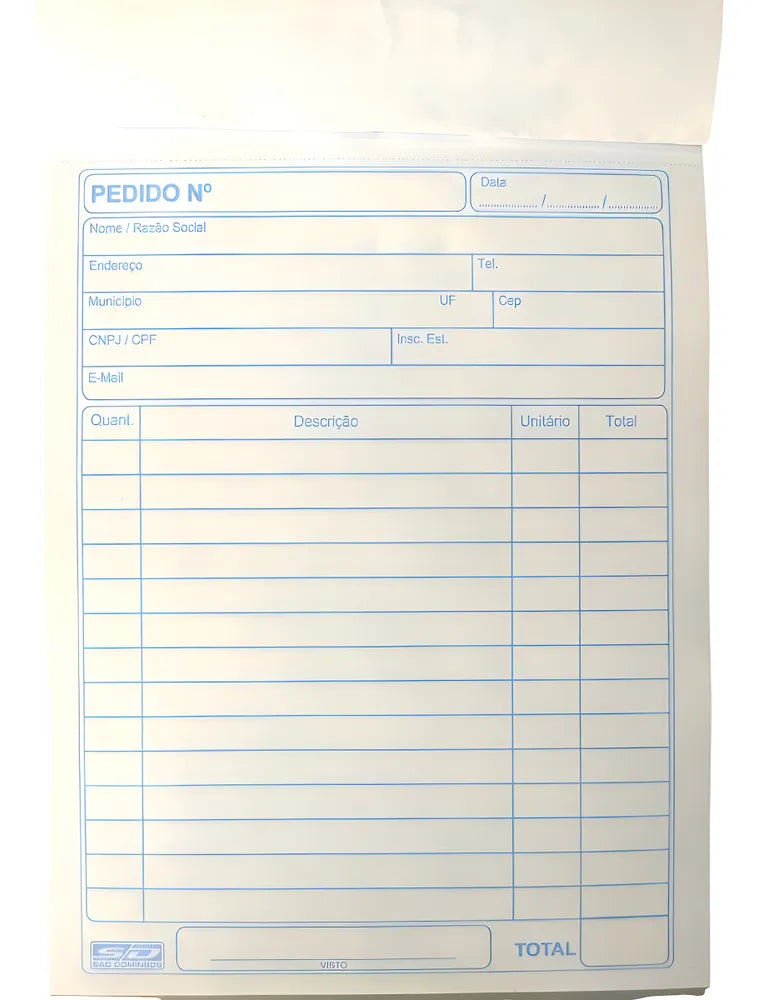 PEDIDO Nº Data
........../........../..........
Nome / Razão Social
Endereço Tel.
Município UF Cep
CNPJ / CPF Insc. Est.
E-Mail
Quant. Descrição Unitário Total
SD
SÃO DOMINGOS
VISTO
TOTAL